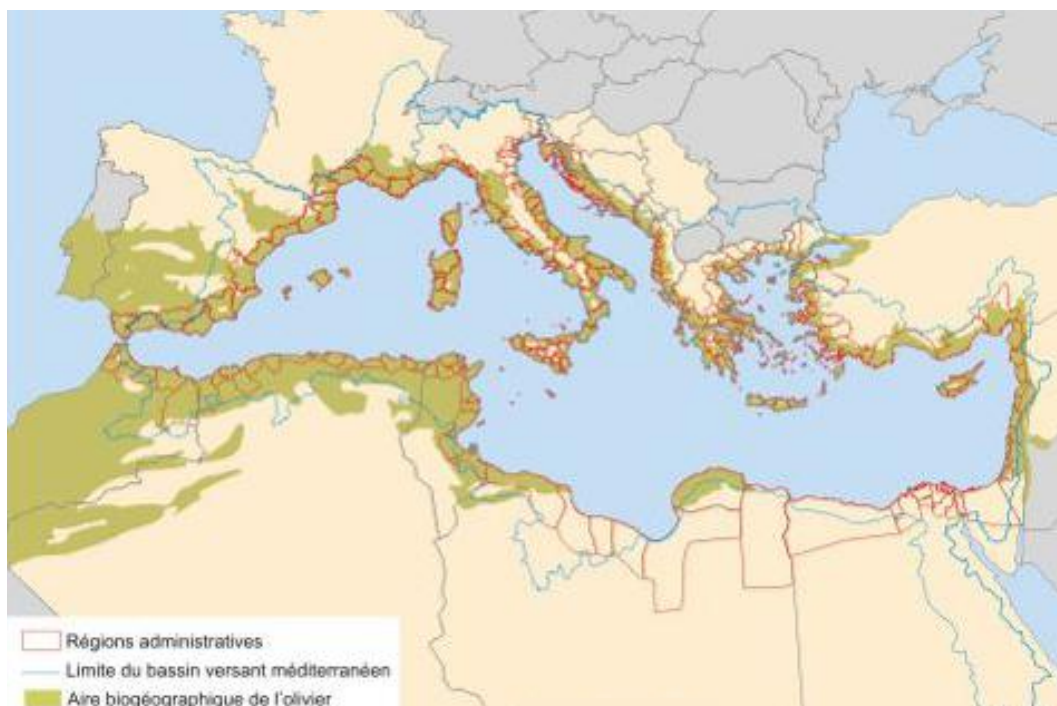 Régions administratives
Limite du bassin versant méditerranéen
Aire biogéographique de l'olivier